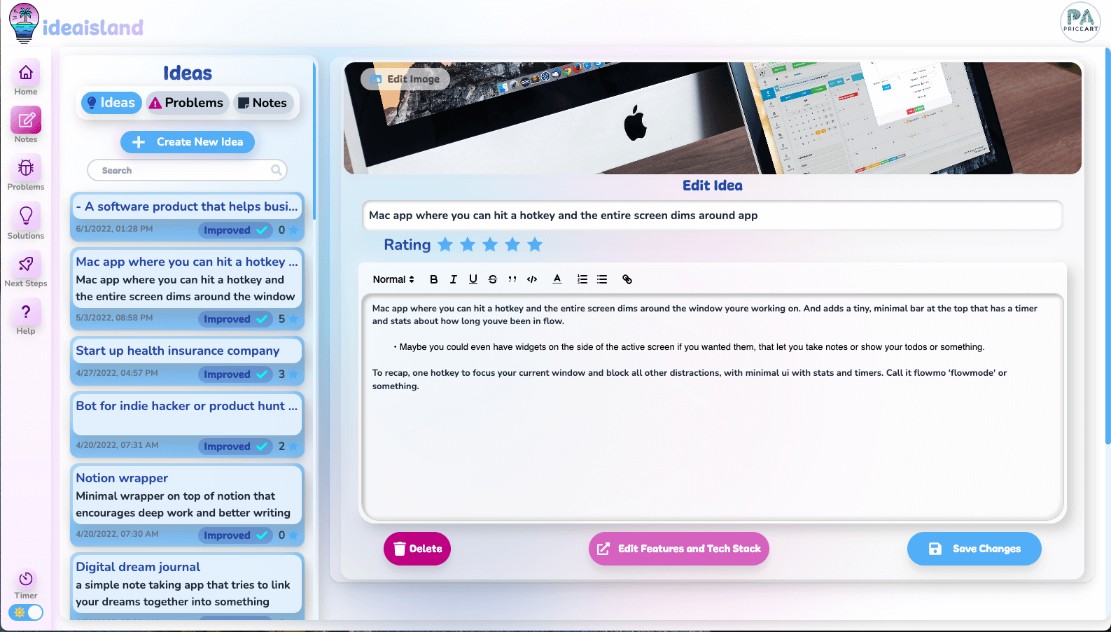 ideaisland
PA
PRICEART
Home
Notes
Problems
Solutions
Next Steps
?
Help
Timer
Ideas
Ideas
Problems
Notes
+ Create New Idea
Search
- A software product that helps busi...
6/1/2022, 01:28 PM Improved 0
Mac app where you can hit a hotkey ...
Mac app where you can hit a hotkey and
the entire screen dims around the window
5/3/2022, 08:58 PM Improved 5
Start up health insurance company
4/27/2022, 04:57 PM Improved 3
Bot for indie hacker or product hunt ...
4/20/2022, 07:31 AM Improved 2
Notion wrapper
Minimal wrapper on top of notion that
encourages deep work and better writing
4/20/2022, 07:30 AM Improved 0
Digital dream journal
a simple note taking app that tries to link
your dreams together into something
Edit Image
Edit Idea
Mac app where you can hit a hotkey and the entire screen dims around app
Rating
Normal B I U S " </> A
Mac app where you can hit a hotkey and the entire screen dims around the window youre working on. And adds a tiny, minimal bar at the top that has a timer
and stats about how long youve been in flow.
• Maybe you could even have widgets on the side of the active screen if you wanted them, that let you take notes or show your todos or something.
To recap, one hotkey to focus your current window and block all other distractions, with minimal ui with stats and timers. Call it flowmo 'flowmode' or
something.
Delete
Edit Features and Tech Stack
Save Changes